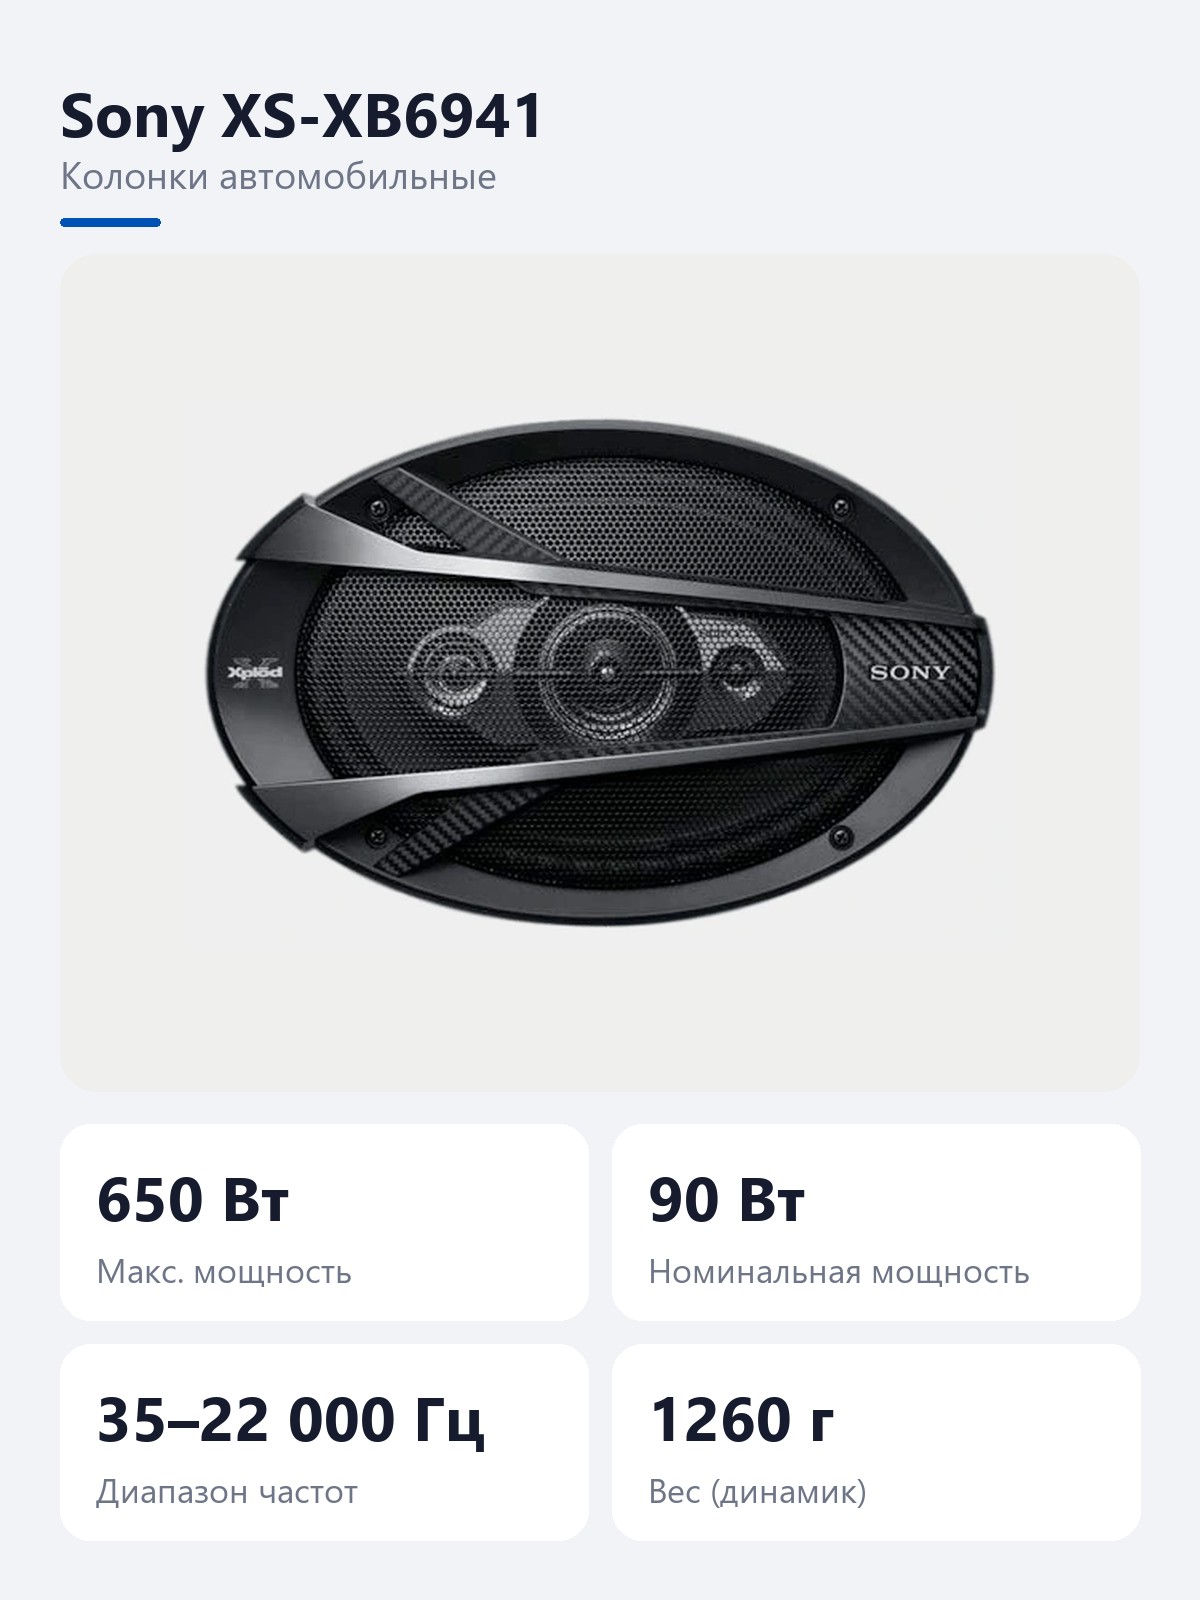 Sony XS-XB6941
Колонки автомобильные
Xplōd
SONY
650 Вт
Макс. мощность
90 Вт
Номинальная мощность
35–22 000 Гц
Диапазон частот
1260 г
Вес (динамик)